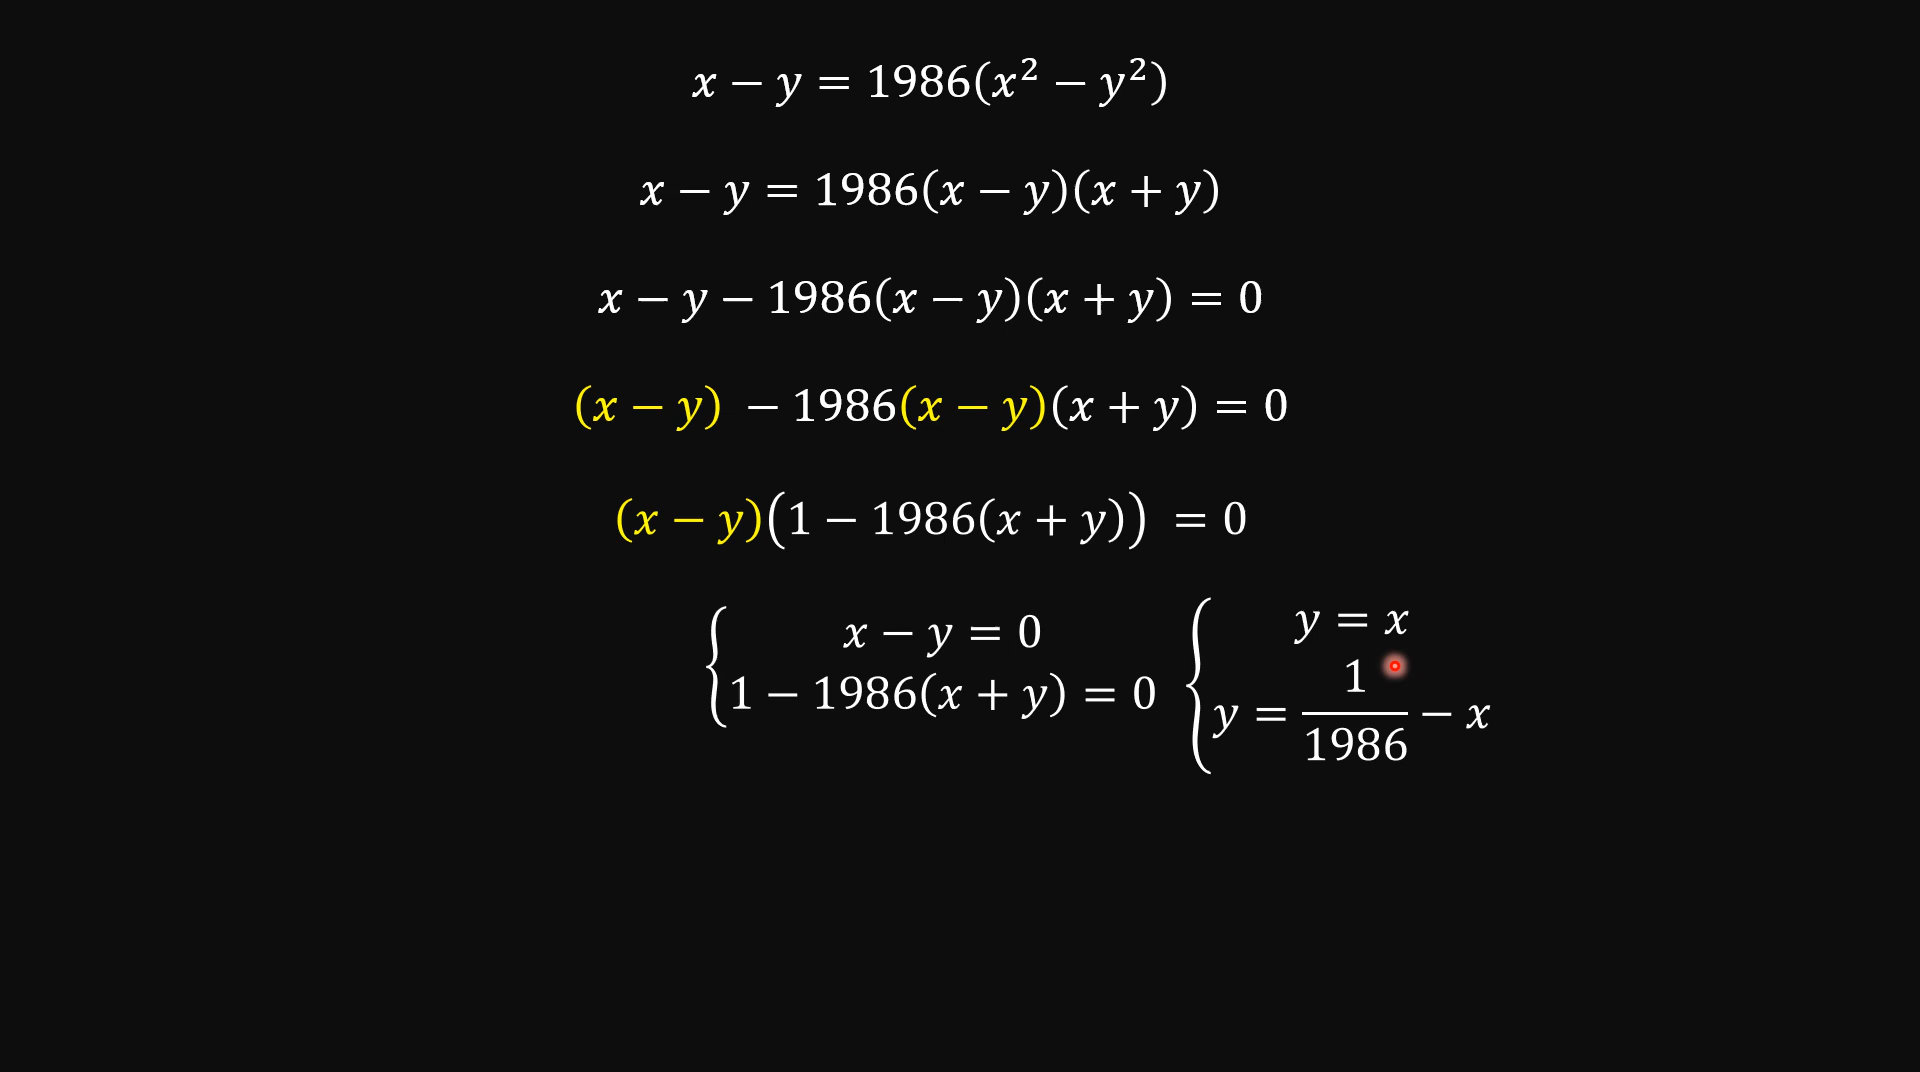 x − y = 1986(x² − y²)
x − y = 1986(x − y)(x + y)
x − y − 1986(x − y)(x + y) = 0
(x − y) − 1986(x − y)(x + y) = 0
(x − y)(1 − 1986(x + y)) = 0
{ x − y = 0
1 − 1986(x + y) = 0
{ y = x
y = 1/1986 − x